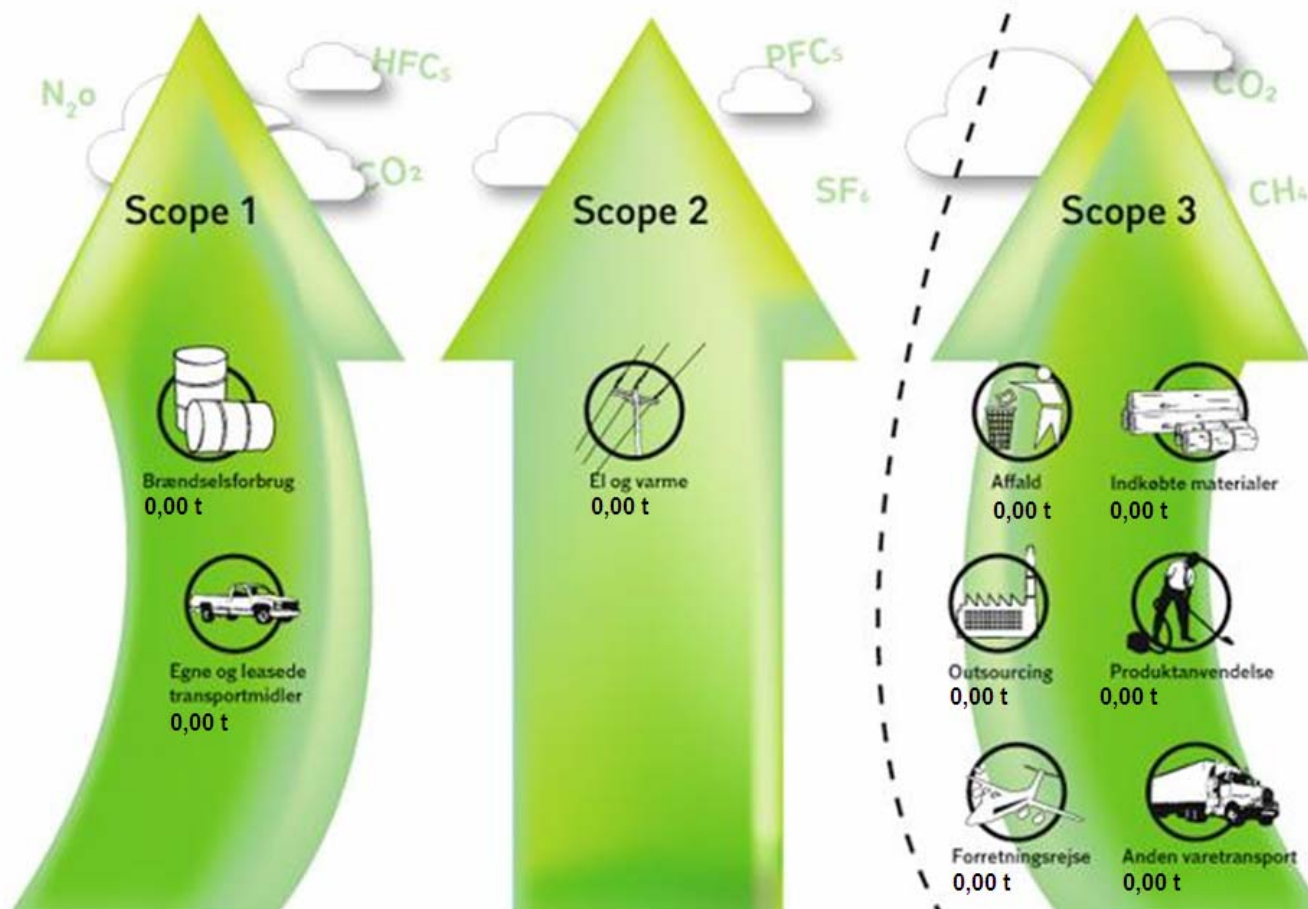 N₂o
HFCs
CO₂
PFCs
SF₆
CO₂
CH₄
Scope 1
Scope 2
Scope 3
Brændselsforbrug
0,00 t
Egne og leasede
transportmidler
0,00 t
El og varme
0,00 t
Affald
0,00 t
Indkøbte materialer
0,00 t
Outsourcing
0,00 t
Produktanvendelse
0,00 t
Forretningsrejse
0,00 t
Anden varetransport
0,00 t